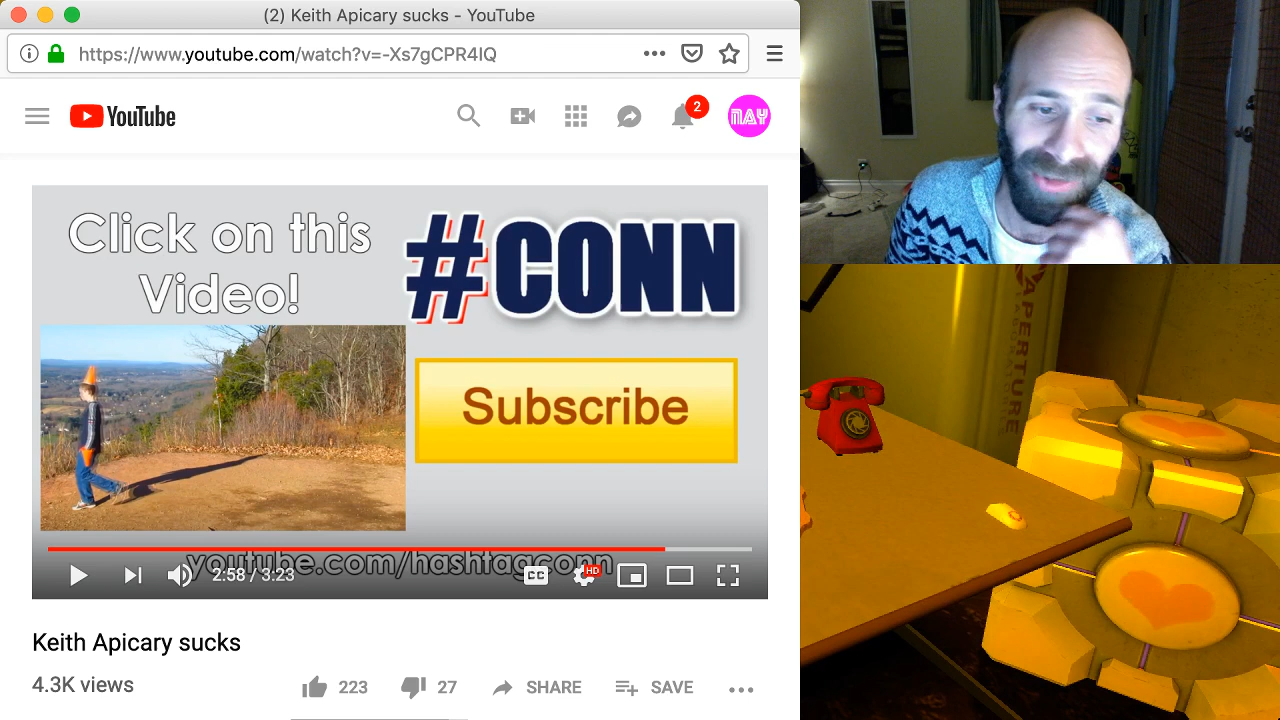 (2) Keith Apicary sucks - YouTube
https://www.youtube.com/watch?v=-Xs7gCPR4IQ
YouTube
2
NAY
Click on this
Video!
#CONN
Subscribe
youtube.com/hashtagconn
2:58 / 3:23
CC
HD
Keith Apicary sucks
4.3K views
223
27
SHARE
SAVE
APERTURE
LABORATORIES